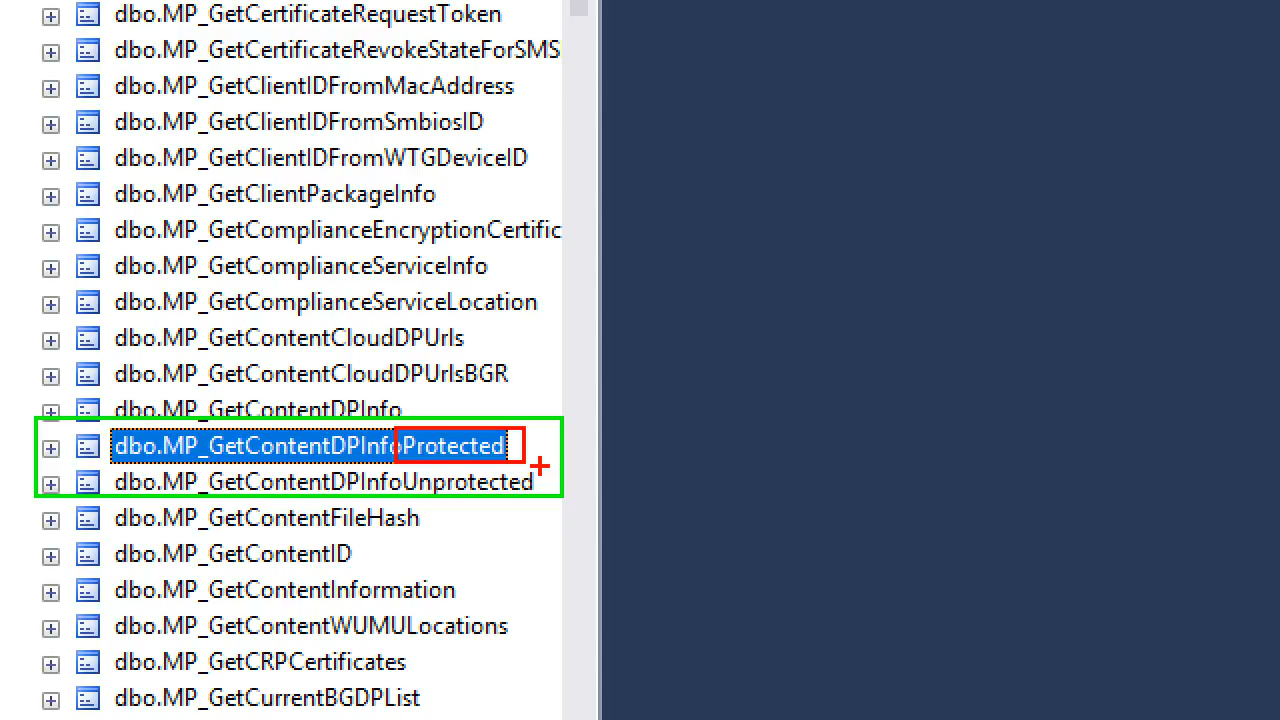 dbo.MP_GetCertificateRequestToken
dbo.MP_GetCertificateRevokeStateForSMS
dbo.MP_GetClientIDFromMacAddress
dbo.MP_GetClientIDFromSmbiosID
dbo.MP_GetClientIDFromWTGDeviceID
dbo.MP_GetClientPackageInfo
dbo.MP_GetComplianceEncryptionCertific
dbo.MP_GetComplianceServiceInfo
dbo.MP_GetComplianceServiceLocation
dbo.MP_GetContentCloudDPUrls
dbo.MP_GetContentCloudDPUrlsBGR
dbo.MP_GetContentDPInfo
dbo.MP_GetContentDPInfoProtected
dbo.MP_GetContentDPInfoUnprotected
dbo.MP_GetContentFileHash
dbo.MP_GetContentID
dbo.MP_GetContentInformation
dbo.MP_GetContentWUMULocations
dbo.MP_GetCRPCertificates
dbo.MP_GetCurrentBGDPList